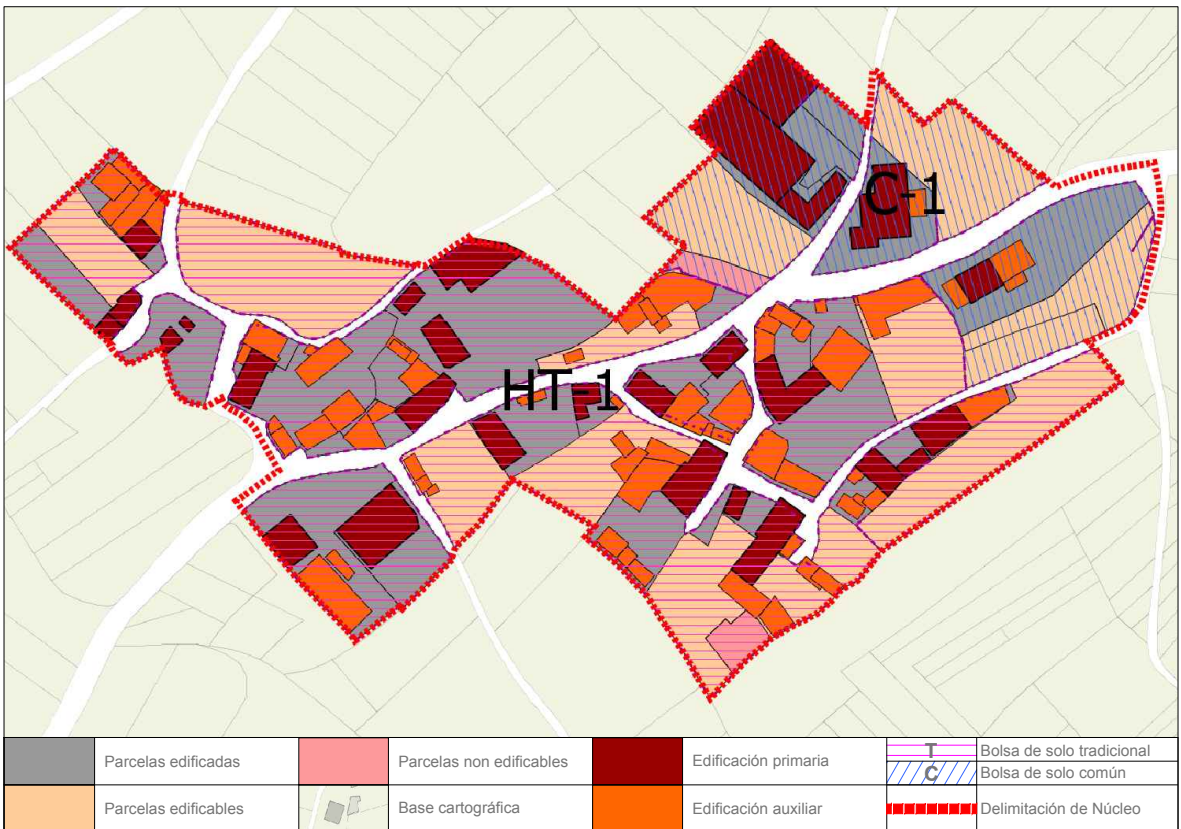 C-1
HT-1
Parcelas edificadas
Parcelas non edificables
Edificación primaria
T
Bolsa de solo tradicional
C
Bolsa de solo común
Parcelas edificables
Base cartográfica
Edificación auxiliar
Delimitación de Núcleo